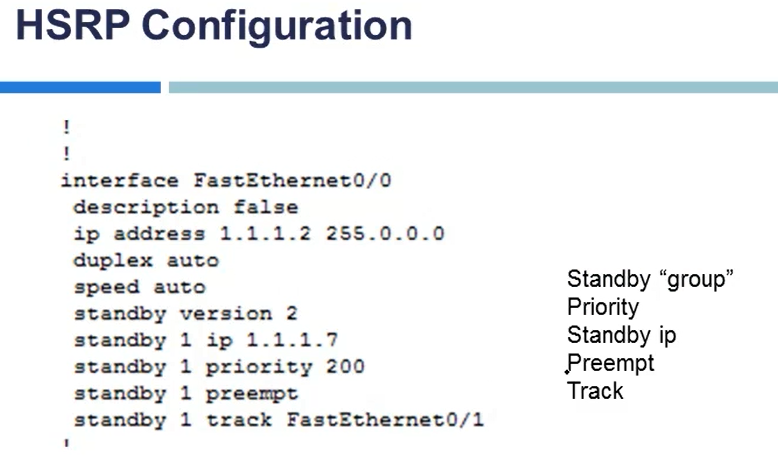 HSRP Configuration
!
!
interface FastEthernet0/0
description false
ip address 1.1.1.2 255.0.0.0
duplex auto
speed auto
standby version 2
standby 1 ip 1.1.1.7
standby 1 priority 200
standby 1 preempt
standby 1 track FastEthernet0/1
!
Standby “group”
Priority
Standby ip
Preempt
Track